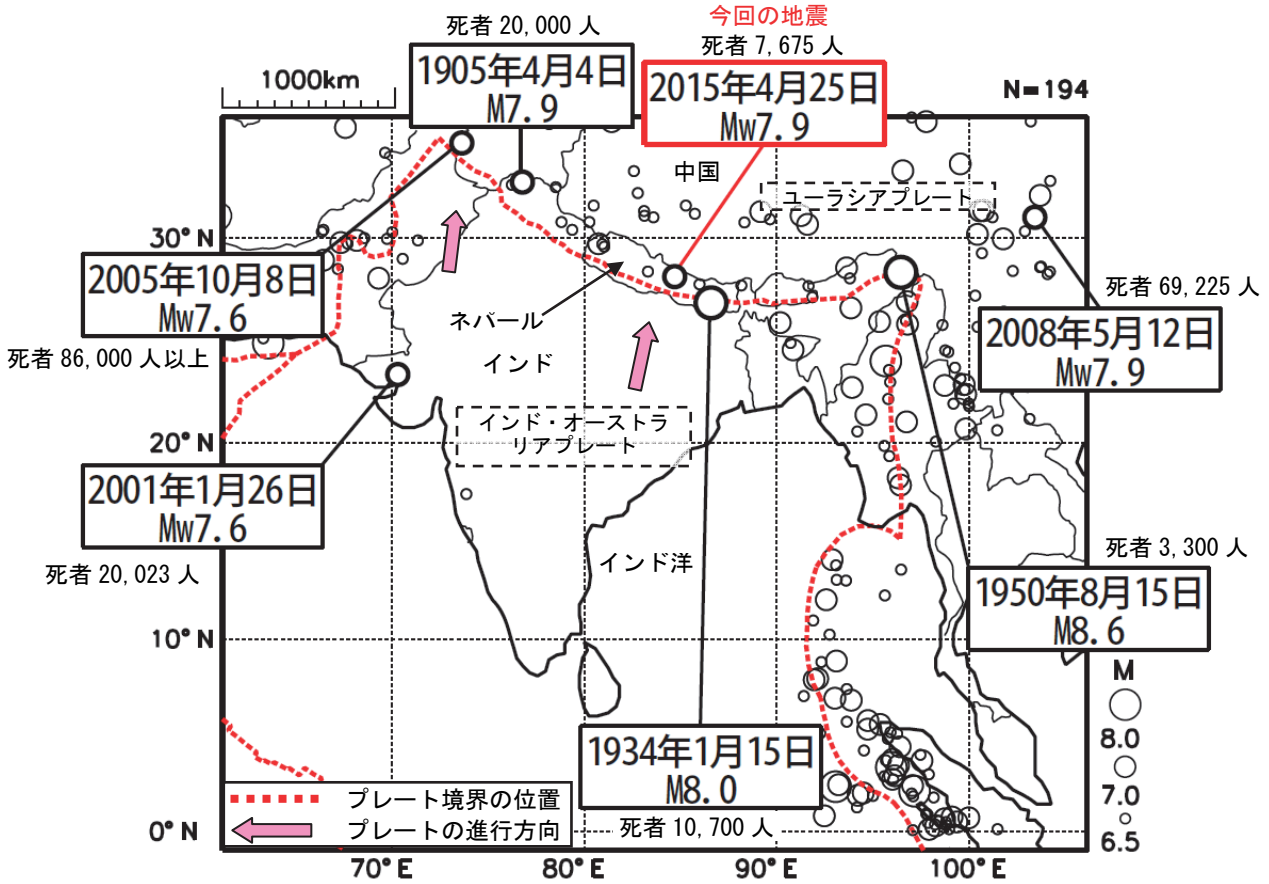 今回の地震
死者 20,000 人
死者 7,675 人
1000km
1905年4月4日
M7.9
2015年4月25日
Mw7.9
N=194
中国
ユーラシアプレート
30°N
2005年10月8日
Mw7.6
死者 86,000 人以上
ネパール
インド
死者 69,225 人
2008年5月12日
Mw7.9
インド・オーストラ
リアプレート
20°N
2001年1月26日
Mw7.6
死者 20,023 人
インド洋
死者 3,300 人
1950年8月15日
M8.6
10°N
M
8.0
7.0
6.5
1934年1月15日
M8.0
死者 10,700 人
プレート境界の位置
プレートの進行方向
0°N
70°E
80°E
90°E
100°E